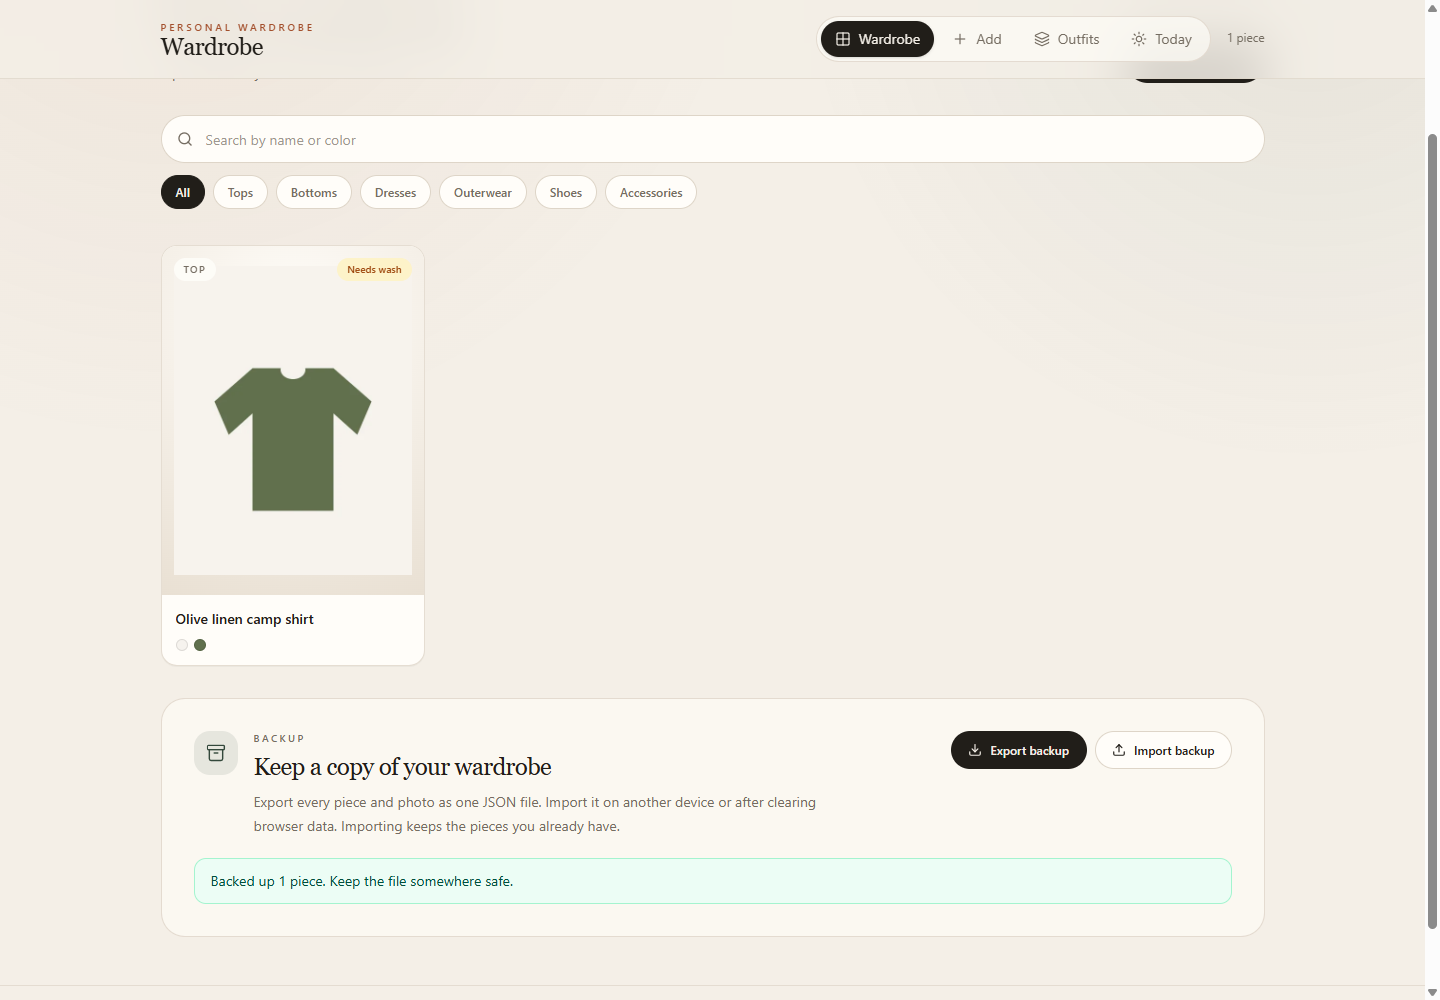 PERSONAL WARDROBE
Wardrobe
Wardrobe
Add
Outfits
Today
1 piece
Search by name or color
All
Tops
Bottoms
Dresses
Outerwear
Shoes
Accessories
TOP
Needs wash
Olive linen camp shirt
BACKUP
Keep a copy of your wardrobe
Export every piece and photo as one JSON file. Import it on another device or after clearing
browser data. Importing keeps the pieces you already have.
Export backup
Import backup
Backed up 1 piece. Keep the file somewhere safe.